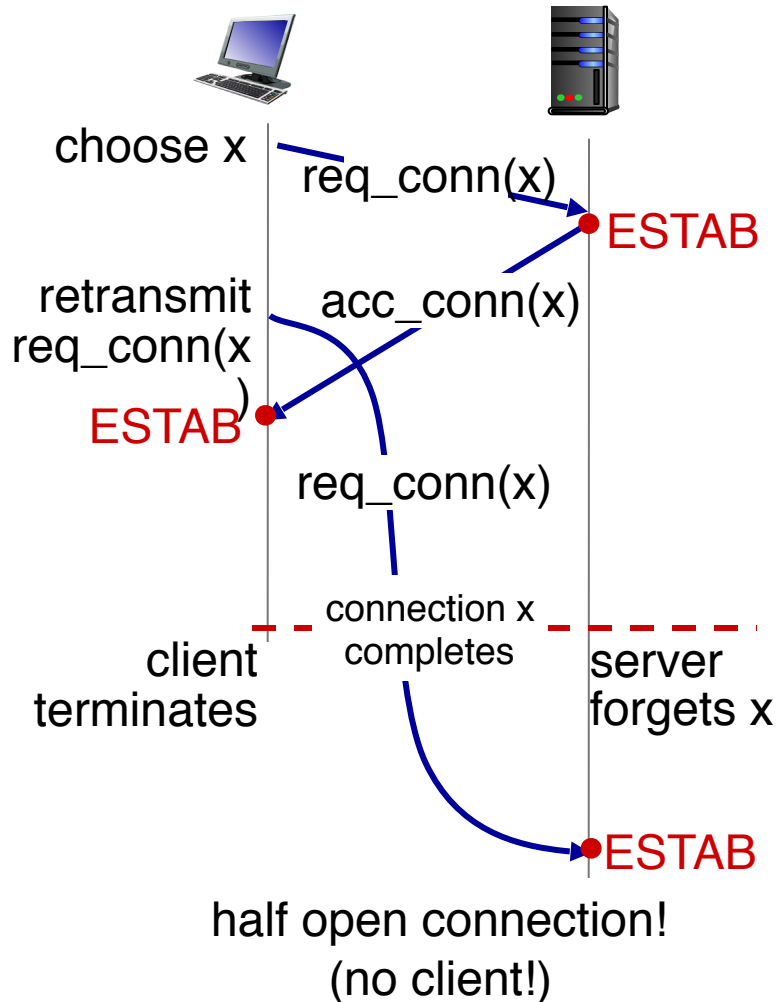 choose x
req_conn(x)
ESTAB
retransmit
req_conn(x
)
acc_conn(x)
ESTAB
req_conn(x)
connection x
completes
client
terminates
server
forgets x
ESTAB
half open connection!
(no client!)